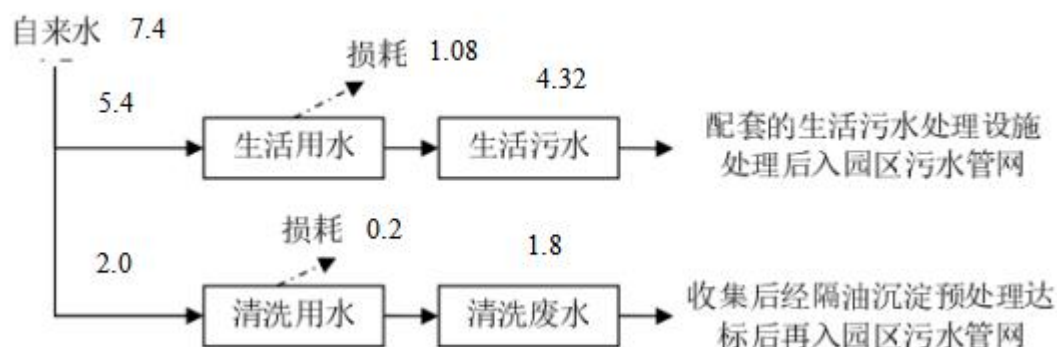 自来水 7.4
损耗 1.08
5.4
4.32
生活用水
生活污水
配套的生活污水处理设施
处理后入园区污水管网
损耗 0.2
2.0
1.8
清洗用水
清洗废水
收集后经隔油沉淀预处理达
标后再入园区污水管网